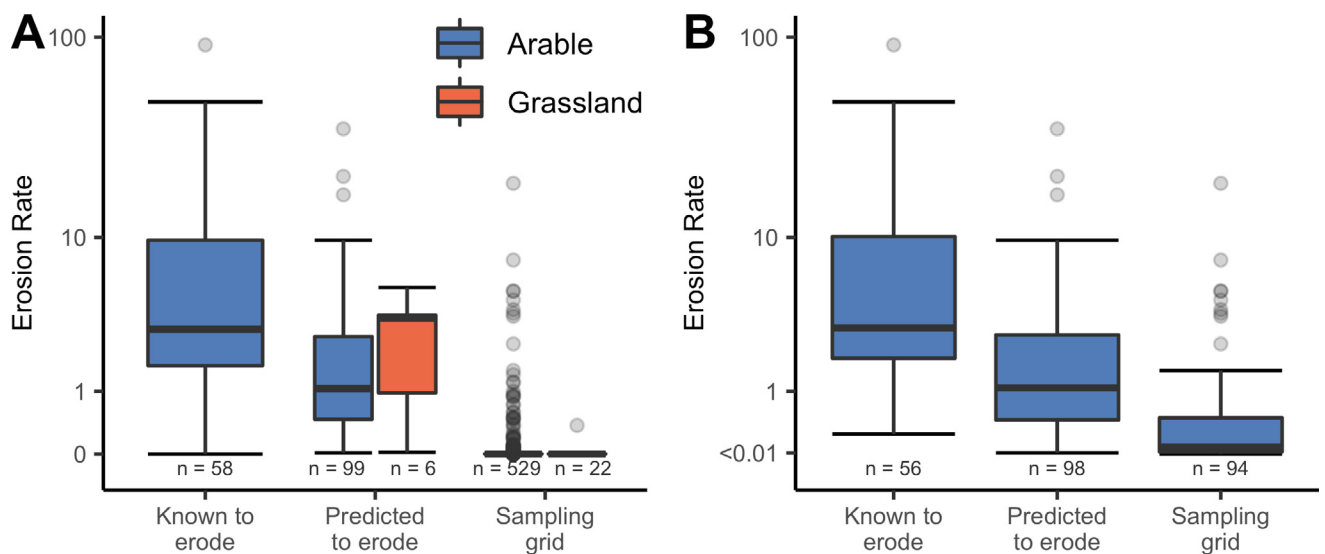 A
B
Arable
Grassland
Erosion Rate
100
10
1
0
n = 58
n = 99
n = 6
n = 529
n = 22
Known to
erode
Predicted
to erode
Sampling
grid
Erosion Rate
100
10
1
<0.01
n = 56
n = 98
n = 94
Known to
erode
Predicted
to erode
Sampling
grid